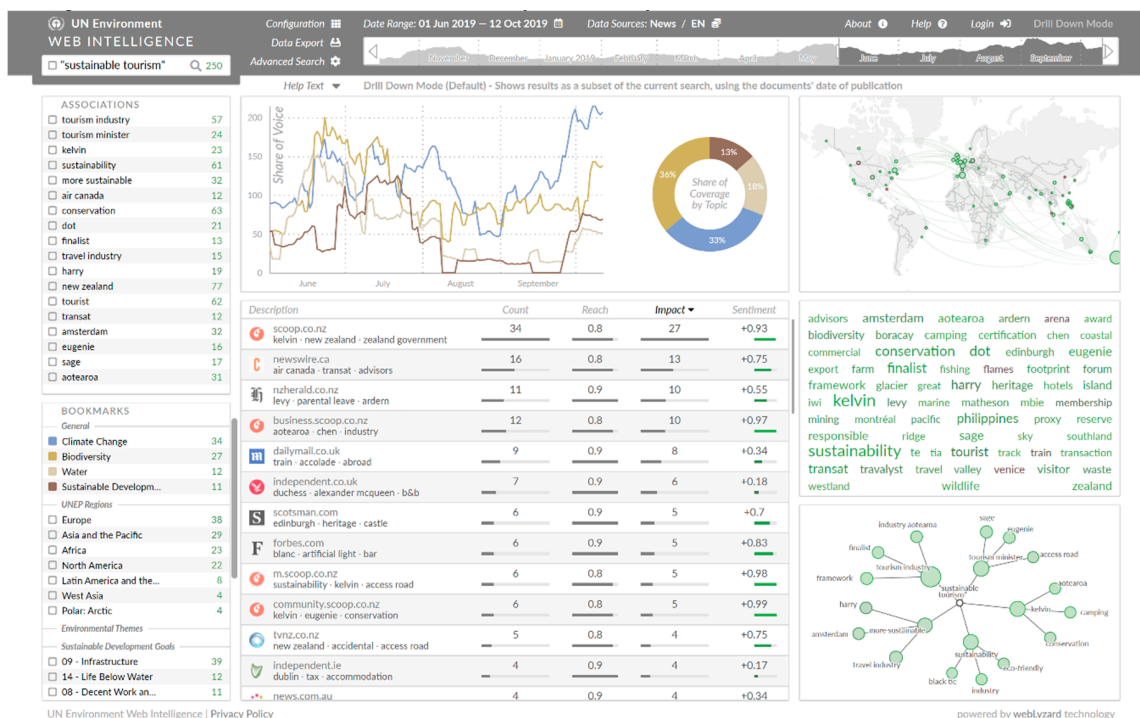 UN Environment
WEB INTELLIGENCE
"sustainable tourism" 250
Configuration
Data Export
Advanced Search
Date Range: 01 Jun 2019 — 12 Oct 2019
Data Sources: News / EN
About
Help
Login
Drill Down Mode
November December January 2019 February March April May June July August September
Help Text
Drill Down Mode (Default) - Shows results as a subset of the current search, using the documents' date of publication
ASSOCIATIONS
tourism industry 57
tourism minister 24
kelvin 23
sustainability 61
more sustainable 32
air canada 12
conservation 63
dot 21
finalist 13
travel industry 15
harry 19
new zealand 77
tourist 62
transat 12
amsterdam 32
eugenie 16
sage 17
aotearoa 31
BOOKMARKS
General
Climate Change 34
Biodiversity 27
Water 12
Sustainable Developm... 11
UNEP Regions
Europe 38
Asia and the Pacific 29
Africa 23
North America 22
Latin America and the... 8
West Asia 4
Polar: Arctic 4
Environmental Themes
Sustainable Development Goals
09 - Infrastructure 39
14 - Life Below Water 12
08 - Decent Work an... 11
Share of Voice
200
150
100
50
0
June July August September
Share of
Coverage
by Topic
13%
18%
33%
36%
Description Count Reach Impact Sentiment
scoop.co.nz 34 0.8 27 +0.93
kelvin · new zealand · zealand government
newswire.ca 16 0.8 13 +0.75
air canada · transat · advisors
nzherald.co.nz 11 0.9 10 +0.55
levy · parental leave · ardern
business.scoop.co.nz 12 0.8 10 +0.97
aotearoa · chen · industry
dailymail.co.uk 9 0.9 8 +0.34
train · accolade · abroad
independent.co.uk 7 0.9 6 +0.18
duchess · alexander mcqueen · b&b
scotsman.com 6 0.9 5 +0.7
edinburgh · heritage · castle
forbes.com 6 0.9 5 +0.83
blanc · artificial light · bar
m.scoop.co.nz 6 0.8 5 +0.98
sustainability · kelvin · access road
community.scoop.co.nz 6 0.8 5 +0.99
kelvin · eugenie · conservation
tvnz.co.nz 5 0.8 4 +0.75
new zealand · accidental · access road
independent.ie 4 0.9 4 +0.17
dublin · tax · accommodation
news.com.au 4 0.9 4 +0.34
advisors amsterdam aotearoa ardern arena award
biodiversity boracay camping certification chen coastal
commercial conservation dot edinburgh eugenie
export farm finalist fishing flames footprint forum
framework glacier great harry heritage hotels island
iwi kelvin levy marine matheson mbie membership
mining montréal pacific philippines proxy reserve
responsible ridge sage sky southland
sustainability te tia tourist track train transaction
transat travalyst travel valley venice visitor waste
westland wildlife zealand
sage
industry aotearoa
eugenie
finalist
tourism minister
access road
tourism industry
framework
"sustainable
tourism"
aotearoa
harry
kelvin
camping
amsterdam
more sustainable
conservation
travel industry
sustainability
eco-friendly
black tie
industry
UN Environment Web Intelligence | Privacy Policy
powered by webLyzard technology